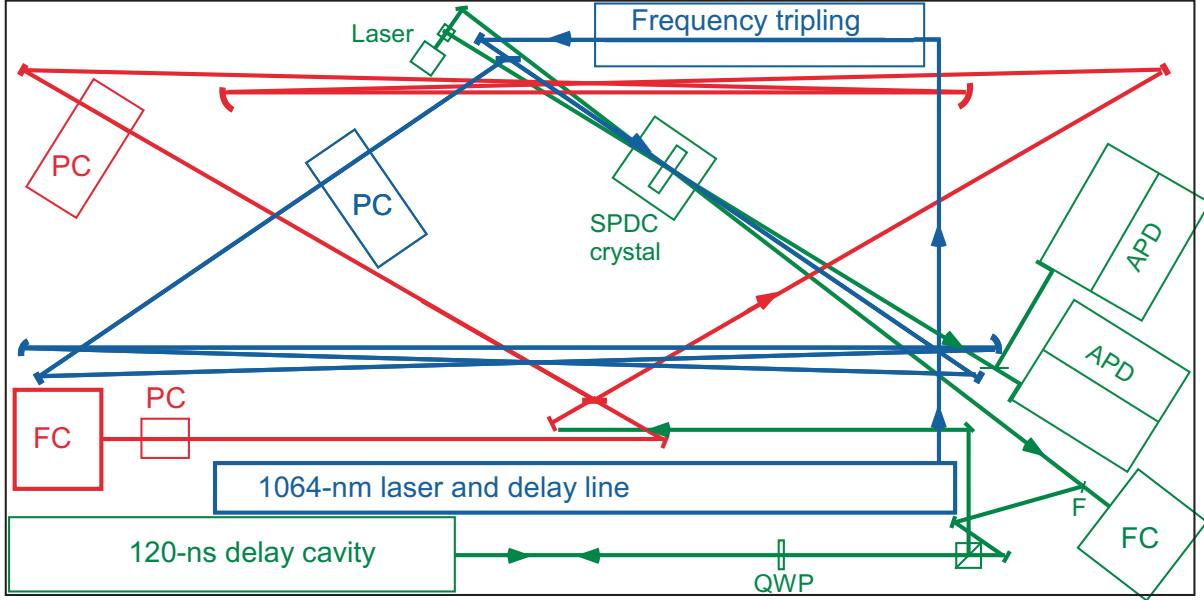 Frequency tripling
Laser
PC
PC
SPDC
crystal
APD
APD
PC
FC
1064-nm laser and delay line
F
120-ns delay cavity
QWP
FC